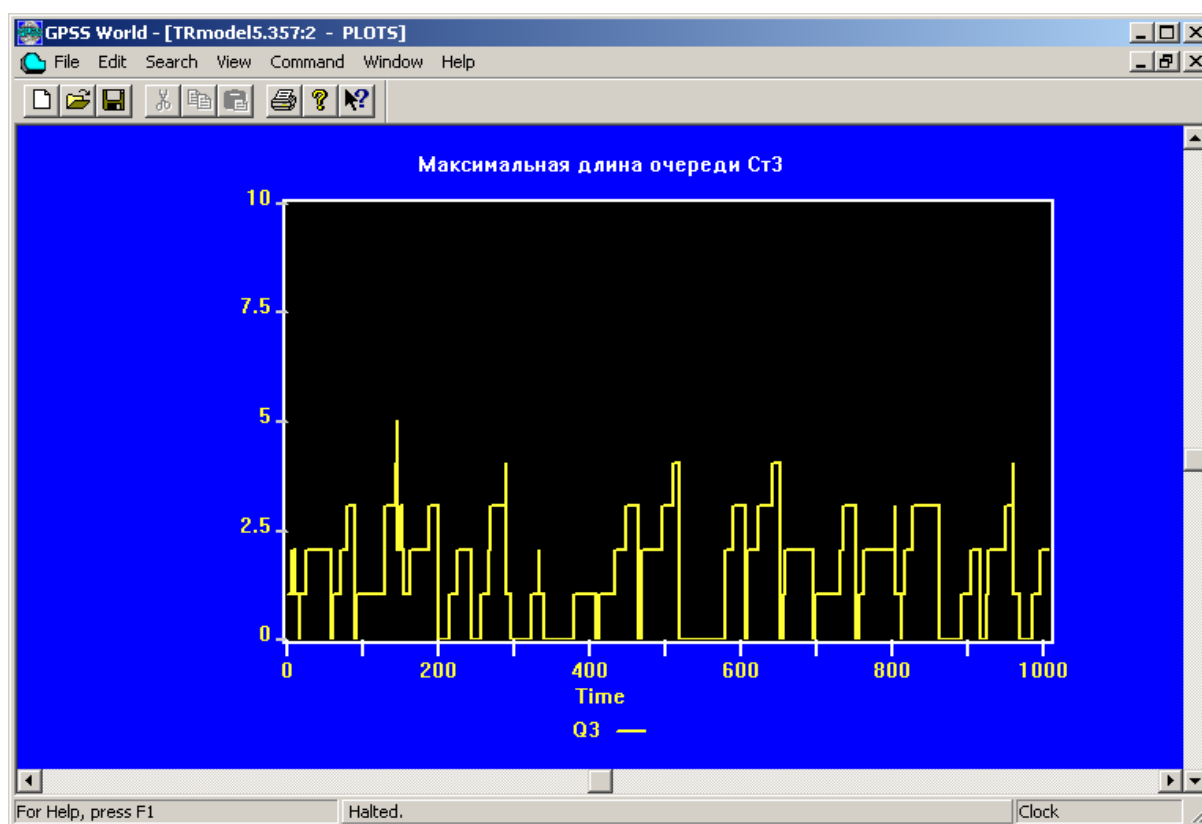 GPSS World - [TRmodel5.357:2 - PLOTS]
File Edit Search View Command Window Help
Максимальная длина очереди Ст3
10
7.5
5
2.5
0
0 200 400 600 800 1000
Time
Q3
For Help, press F1 Halted. Clock